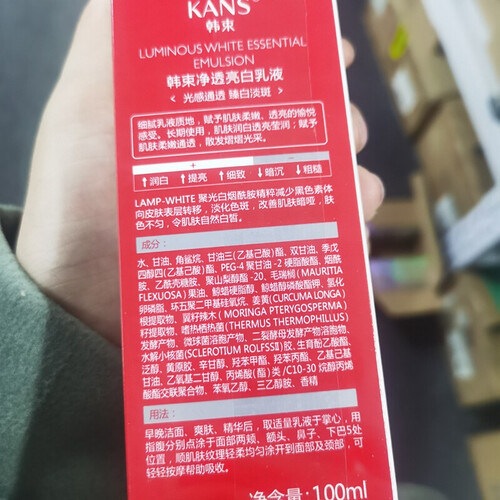 KANS®
韩束
LUMINOUS WHITE ESSENTIAL
EMULSION
韩束净透亮白乳液
< 光感通透 臻白淡斑 >
细腻乳液质地，赋予肌肤柔嫩、透亮的愉悦
感受。长期使用，肌肤润白透亮莹润；赋予
肌肤柔嫩通透，散发熠熠光采。
+ −
↑润白 ↑提亮 ↑细致 ↓暗沉 ↓粗糙
LAMP-WHITE 聚光白烟酰胺精粹减少黑色素体
向皮肤表层转移，淡化色斑，改善肌肤暗哑，肤
色不匀，令肌肤自然白皙。
成分：
水、甘油、角鲨烷、甘油三(乙基己酸)酯、双甘油、季戊
四醇四(乙基己酸)酯、PEG-4 聚甘油-2 硬脂酸酯、烟酰
胺、乙酰壳糖胺、聚山梨醇酯-20、毛瑞榈(MAURITIA
FLEXUOSA)果油、鲸蜡硬脂醇、鲸蜡醇磷酸酯钾、氢化
卵磷脂、环五聚二甲基硅氧烷、姜黄(CURCUMA LONGA)
根提取物、翼籽辣木(MORINGA PTERYGOSPERMA)
籽提取物、嗜热栖热菌(THERMUS THERMOPHILLUS)
发酵产物、微球菌溶胞产物、二裂酵母发酵产物溶胞物、
水解小核菌(SCLEROTIUM ROLFSSII)胶、生育酚乙酸酯、
泛醇、黄原胶、辛甘醇、羟苯甲酯、羟苯丙酯、乙基己基
甘油、乙氧基二甘醇、丙烯酸(酯)类/C10-30 烷醇丙烯
酸酯交联聚合物、苯氧乙醇、三乙醇胺、香精
用法：
早晚洁面、爽肤、精华后，取适量乳液于掌心，用
指腹分别点涂于面部两颊、额头、鼻子、下巴5处
位置，顺肌肤纹理轻柔均匀涂开到面部及颈部，可
轻轻按摩帮助吸收。
净含量：100ml